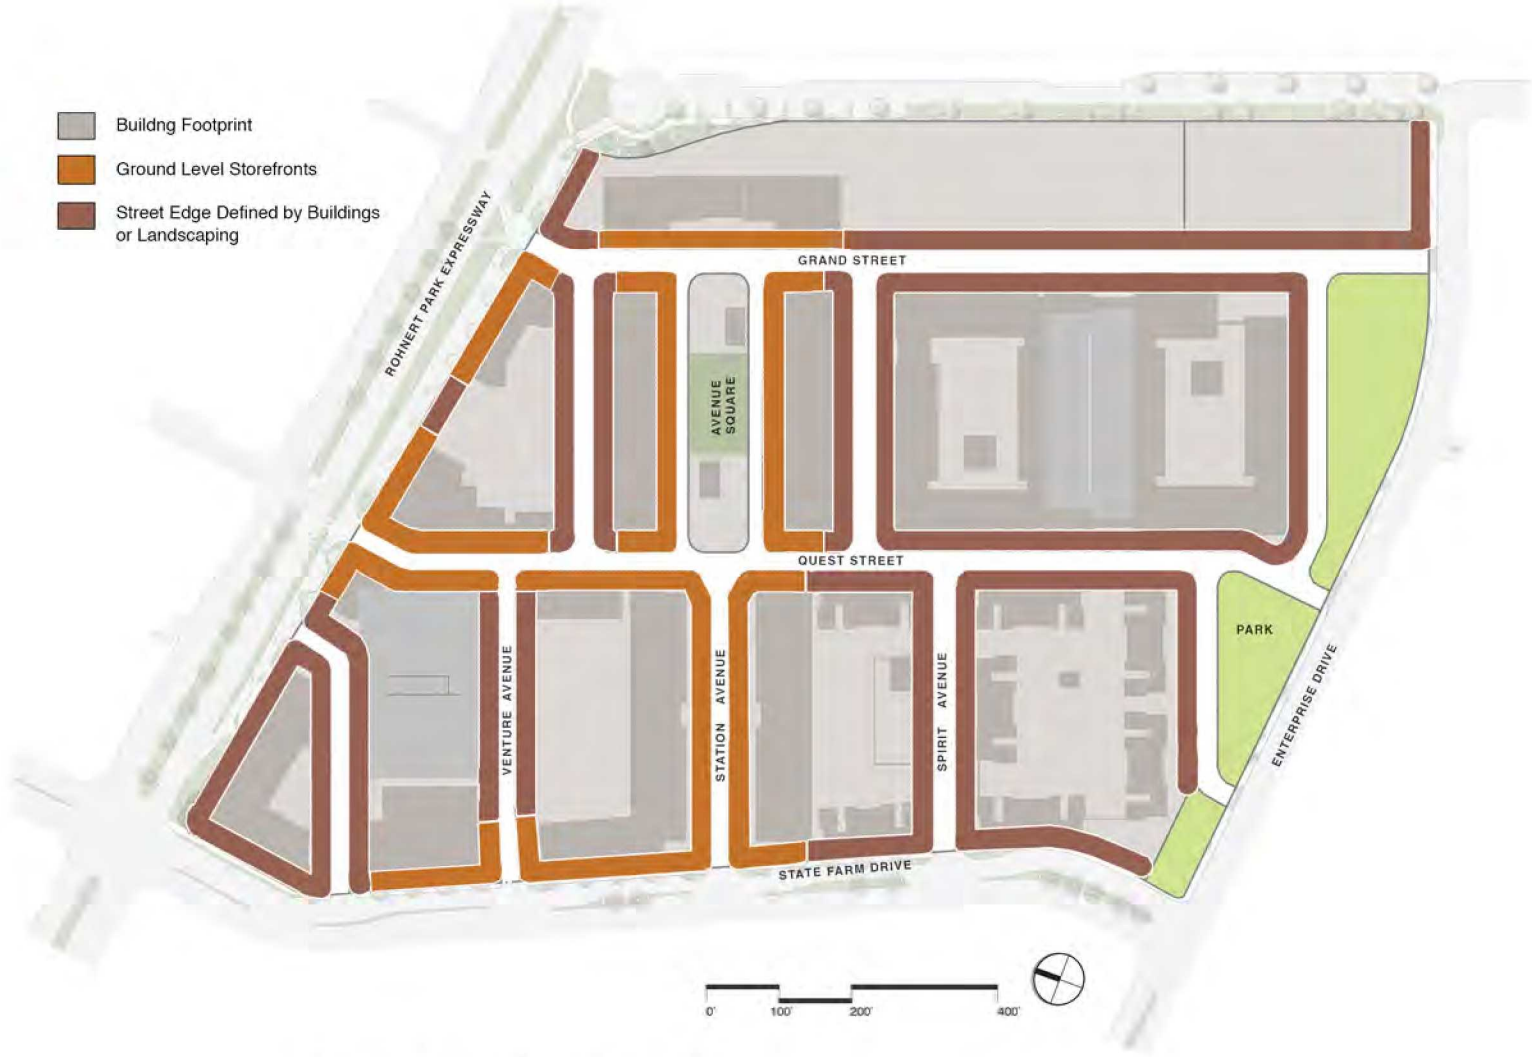 Buildng Footprint
Ground Level Storefronts
Street Edge Defined by Buildings
or Landscaping
ROHNERT PARK EXPRESSWAY
GRAND STREET
AVENUE
SQUARE
QUEST STREET
PARK
VENTURE AVENUE
STATION AVENUE
SPIRIT AVENUE
ENTERPRISE DRIVE
STATE FARM DRIVE
0' 100' 200' 400'